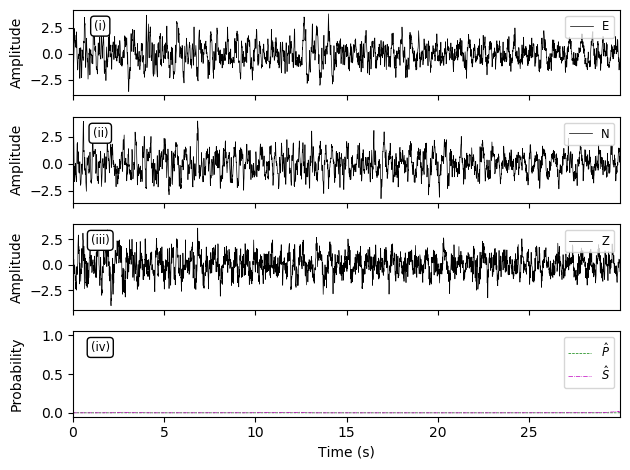 Amplitude
2.5
0.0
−2.5
(i)
E
Amplitude
2.5
0.0
−2.5
(ii)
N
Amplitude
2.5
0.0
−2.5
(iii)
Z
Probability
1.0
0.5
0.0
(iv)
P̂
Ŝ
0 5 10 15 20 25
Time (s)